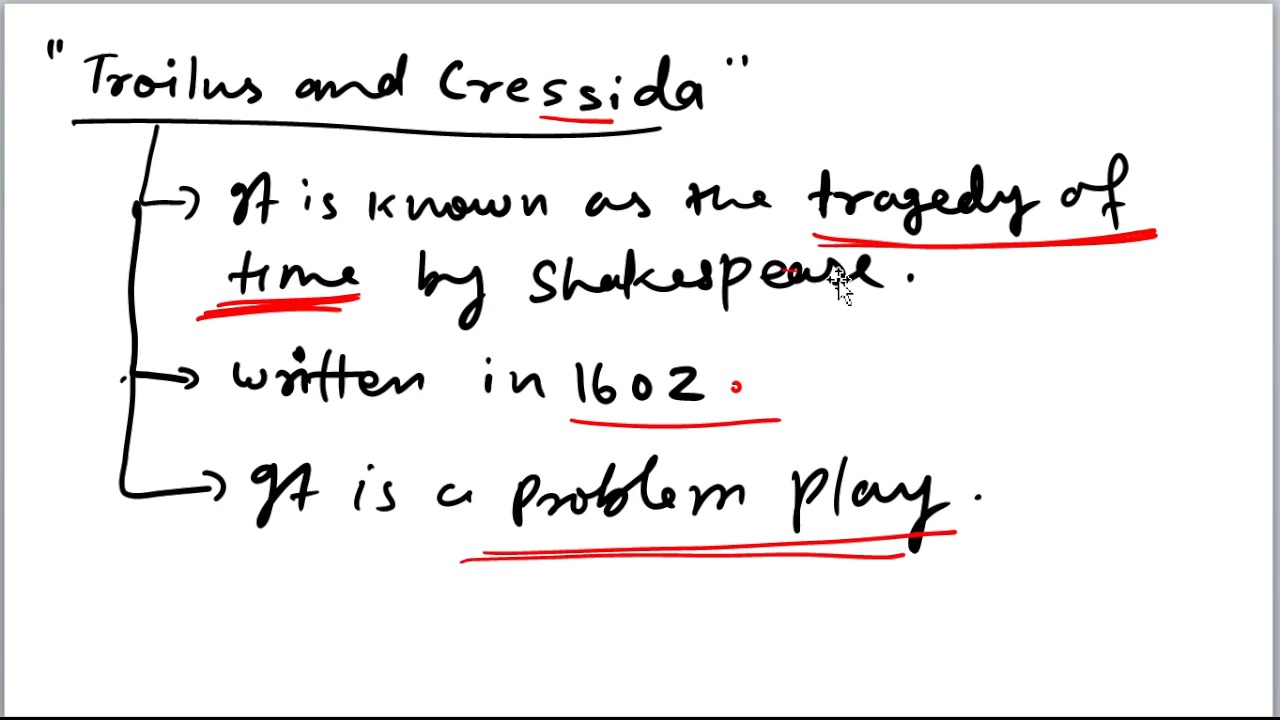 "Troilus and Cressida"
It is known as the tragedy of
time by Shakespeare.
written in 1602.
It is a problem play.